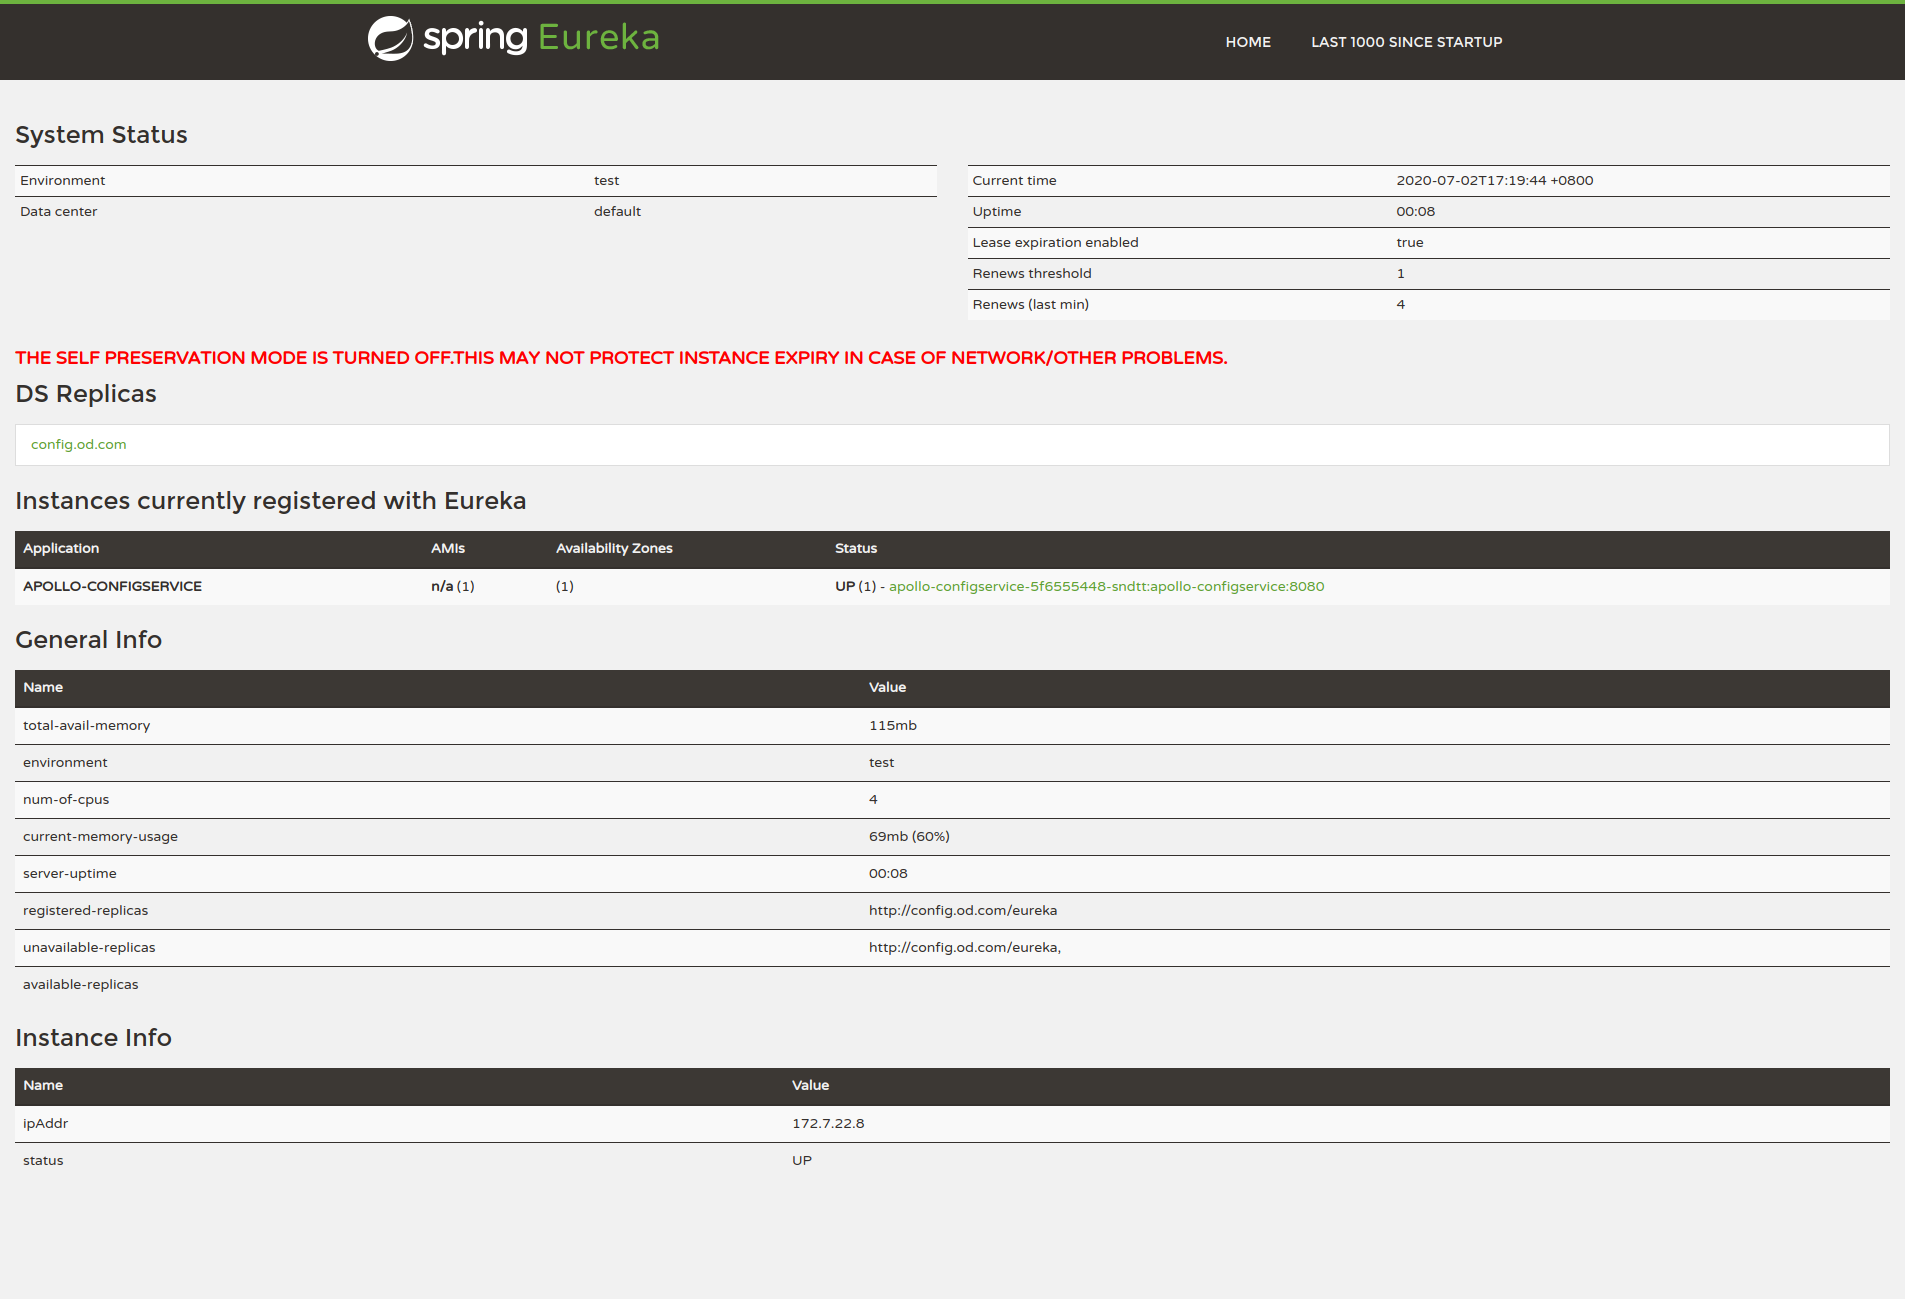 spring Eureka
HOME LAST 1000 SINCE STARTUP
System Status
Environment test
Data center default
Current time 2020-07-02T17:19:44 +0800
Uptime 00:08
Lease expiration enabled true
Renews threshold 1
Renews (last min) 4
THE SELF PRESERVATION MODE IS TURNED OFF.THIS MAY NOT PROTECT INSTANCE EXPIRY IN CASE OF NETWORK/OTHER PROBLEMS.
DS Replicas
config.od.com
Instances currently registered with Eureka
Application AMIs Availability Zones Status
APOLLO-CONFIGSERVICE n/a (1) (1) UP (1) - apollo-configservice-5f6555448-sndtt:apollo-configservice:8080
General Info
Name Value
total-avail-memory 115mb
environment test
num-of-cpus 4
current-memory-usage 69mb (60%)
server-uptime 00:08
registered-replicas http://config.od.com/eureka
unavailable-replicas http://config.od.com/eureka,
available-replicas
Instance Info
Name Value
ipAddr 172.7.22.8
status UP